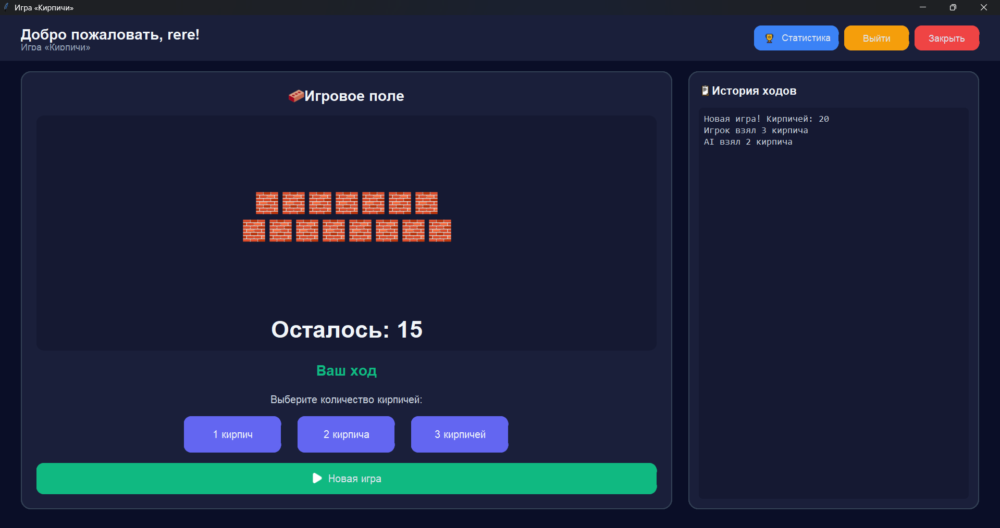 Игра «Кирпичи»
Добро пожаловать, rere!
Игра «Кирпичи»
Статистика
Выйти
Закрыть
Игровое поле
Осталось: 15
Ваш ход
Выберите количество кирпичей:
1 кирпич
2 кирпича
3 кирпичей
Новая игра
История ходов
Новая игра! Кирпичей: 20
Игрок взял 3 кирпича
AI взял 2 кирпича